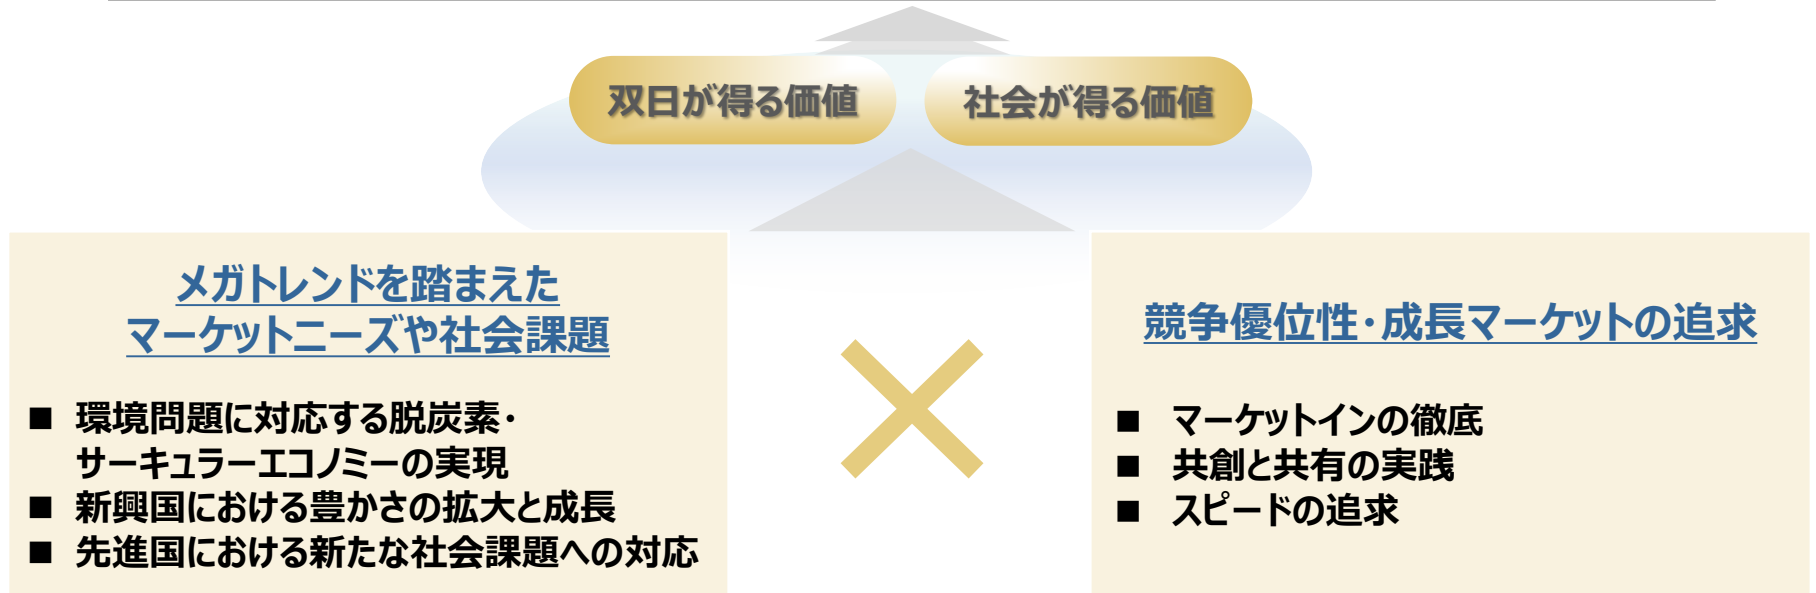 双日が得る価値
社会が得る価値
メガトレンドを踏まえた
マーケットニーズや社会課題
■ 環境問題に対応する脱炭素・
サーキュラーエコノミーの実現
■ 新興国における豊かさの拡大と成長
■ 先進国における新たな社会課題への対応
×
競争優位性・成長マーケットの追求
■ マーケットインの徹底
■ 共創と共有の実践
■ スピードの追求